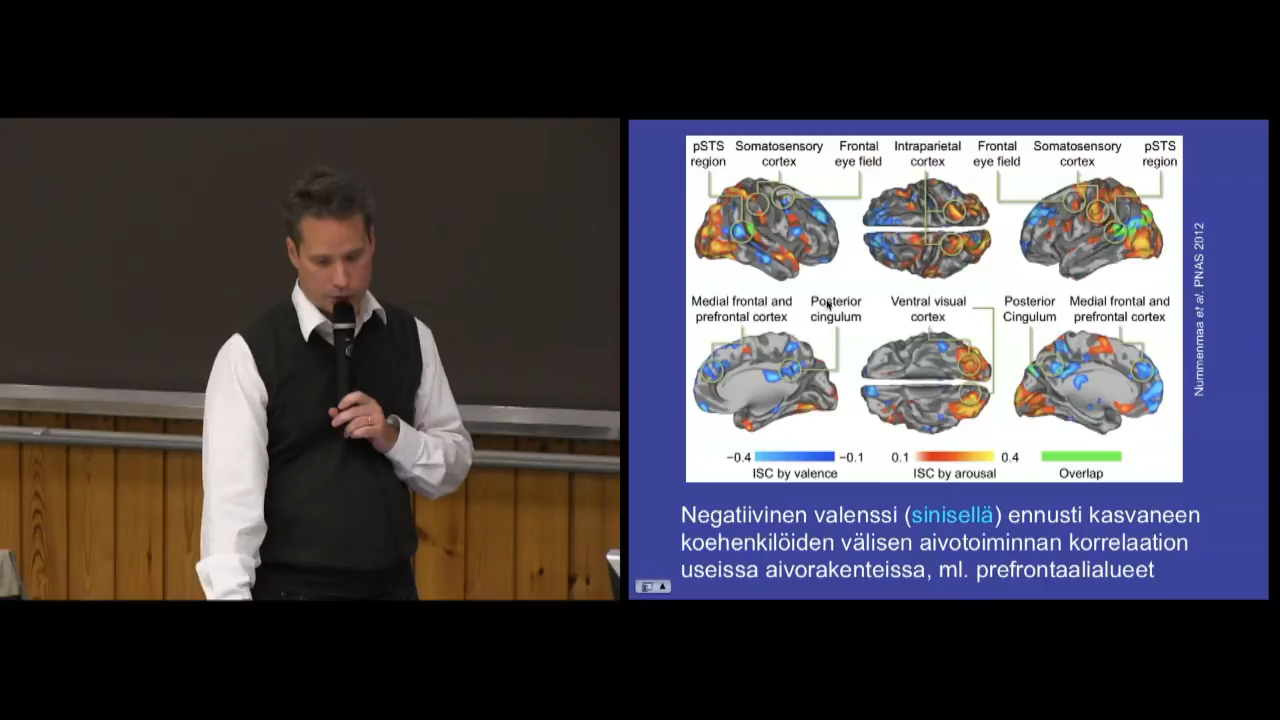 pSTS region
Somatosensory cortex
Frontal eye field
Intraparietal cortex
Frontal eye field
Somatosensory cortex
pSTS region
Medial frontal and prefrontal cortex
Posterior cingulum
Ventral visual cortex
Posterior Cingulum
Medial frontal and prefrontal cortex
−0.4 −0.1
ISC by valence
0.1 0.4
ISC by arousal
Overlap
Nummenmaa et al. PNAS 2012
Negatiivinen valenssi (sinisellä) ennusti kasvaneen
koehenkilöiden välisen aivotoiminnan korrelaation
useissa aivorakenteissa, ml. prefrontaalialueet